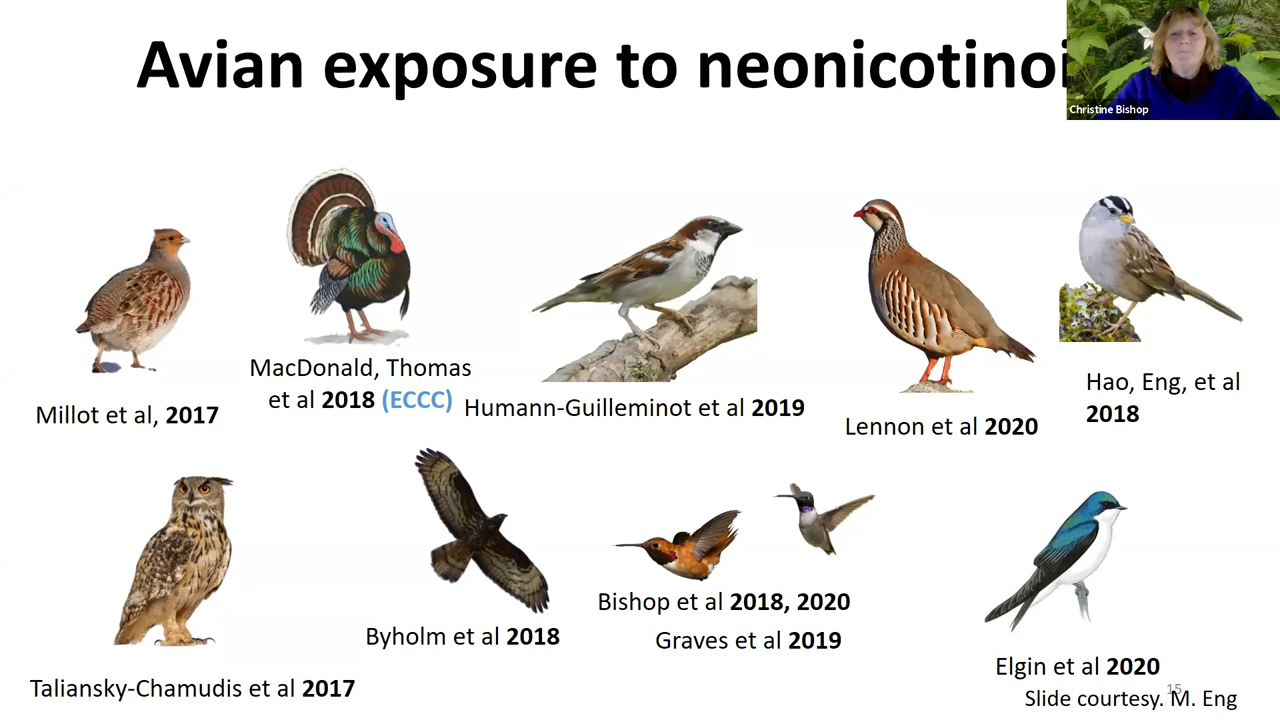 Avian exposure to neonicotinoi
Christine Bishop
MacDonald, Thomas
et al 2018 (ECCC)
Millot et al, 2017
Humann-Guilleminot et al 2019
Lennon et al 2020
Hao, Eng, et al
2018
Bishop et al 2018, 2020
Graves et al 2019
Byholm et al 2018
Taliansky-Chamudis et al 2017
Elgin et al 2020
15
Slide courtesy. M. Eng